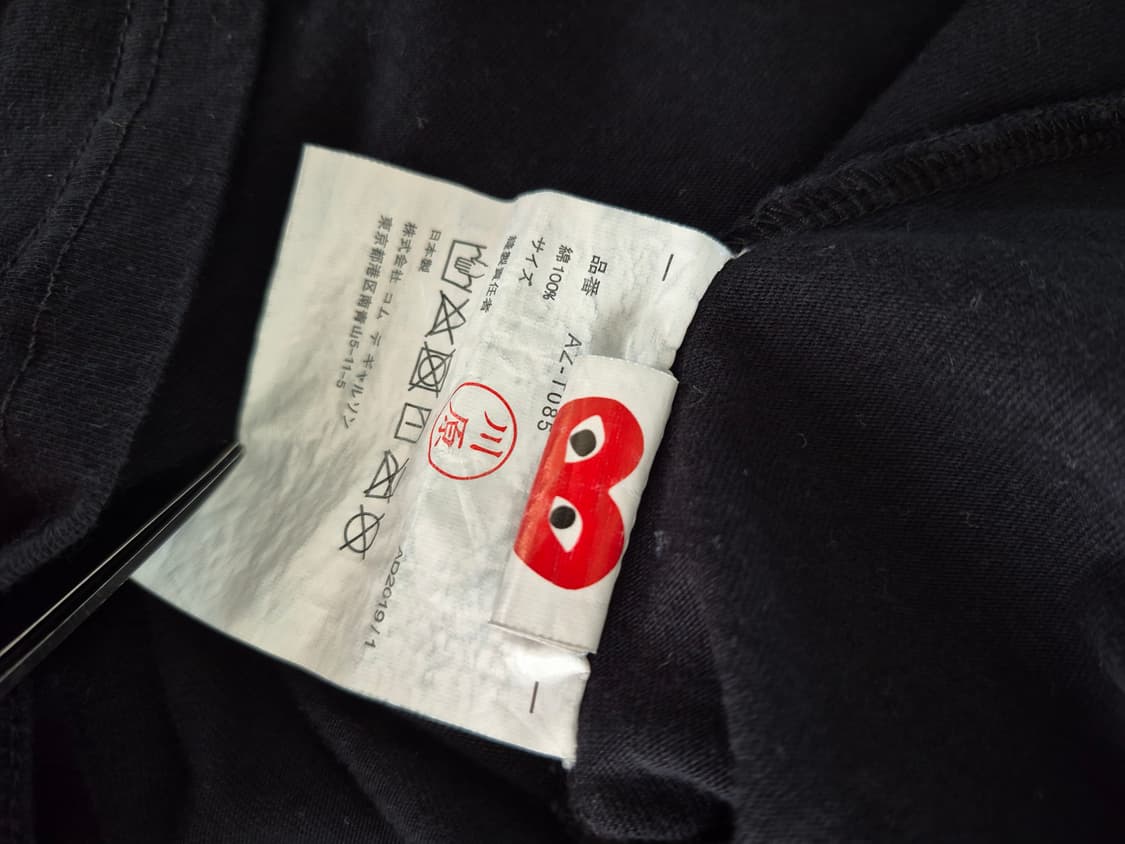 品番 AZ-T085
綿100%
サイズ
縫製責任者
川原
AD2019/1
日本製
株式会社 コム デ ギャルソン
東京都港区南青山5-11-5